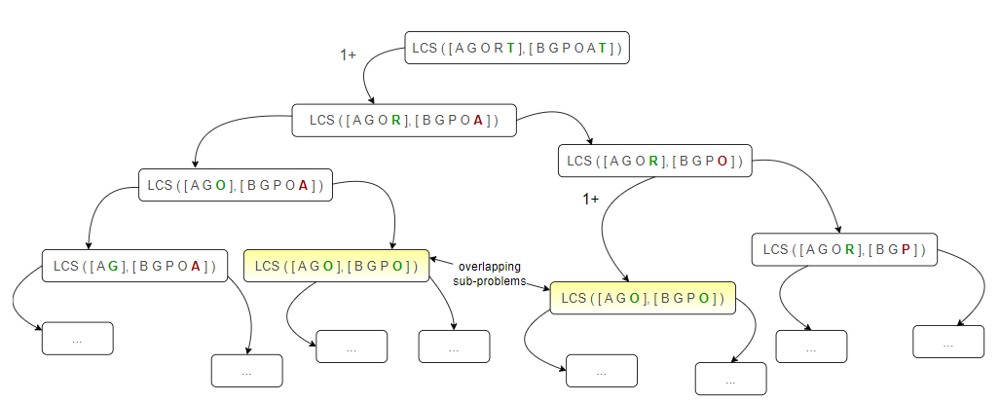 LCS ( [ A G O R T ], [ B G P O A T ] )
1+
LCS ( [ A G O R ], [ B G P O A ] )
LCS ( [ A G O R ], [ B G P O ] )
LCS ( [ A G O ], [ B G P O A ] )
1+
LCS ( [ A G O R ], [ B G P ] )
LCS ( [ A G ], [ B G P O A ] )
LCS ( [ A G O ], [ B G P O ] )
overlapping
sub-problems
LCS ( [ A G O ], [ B G P O ] )
...
...
...
...
...
...
...
...